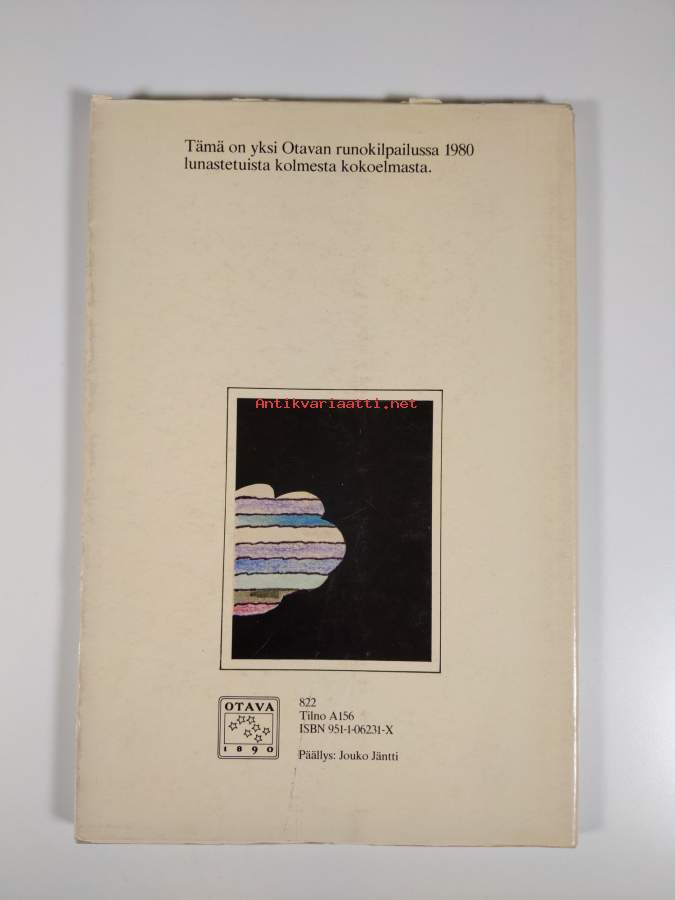 Tämä on yksi Otavan runokilpailussa 1980
lunastetuista kolmesta kokoelmasta.
Antikvariaatti.net
OTAVA
1890
822
Tilno A156
ISBN 951-1-06231-X
Päällys: Jouko Jäntti